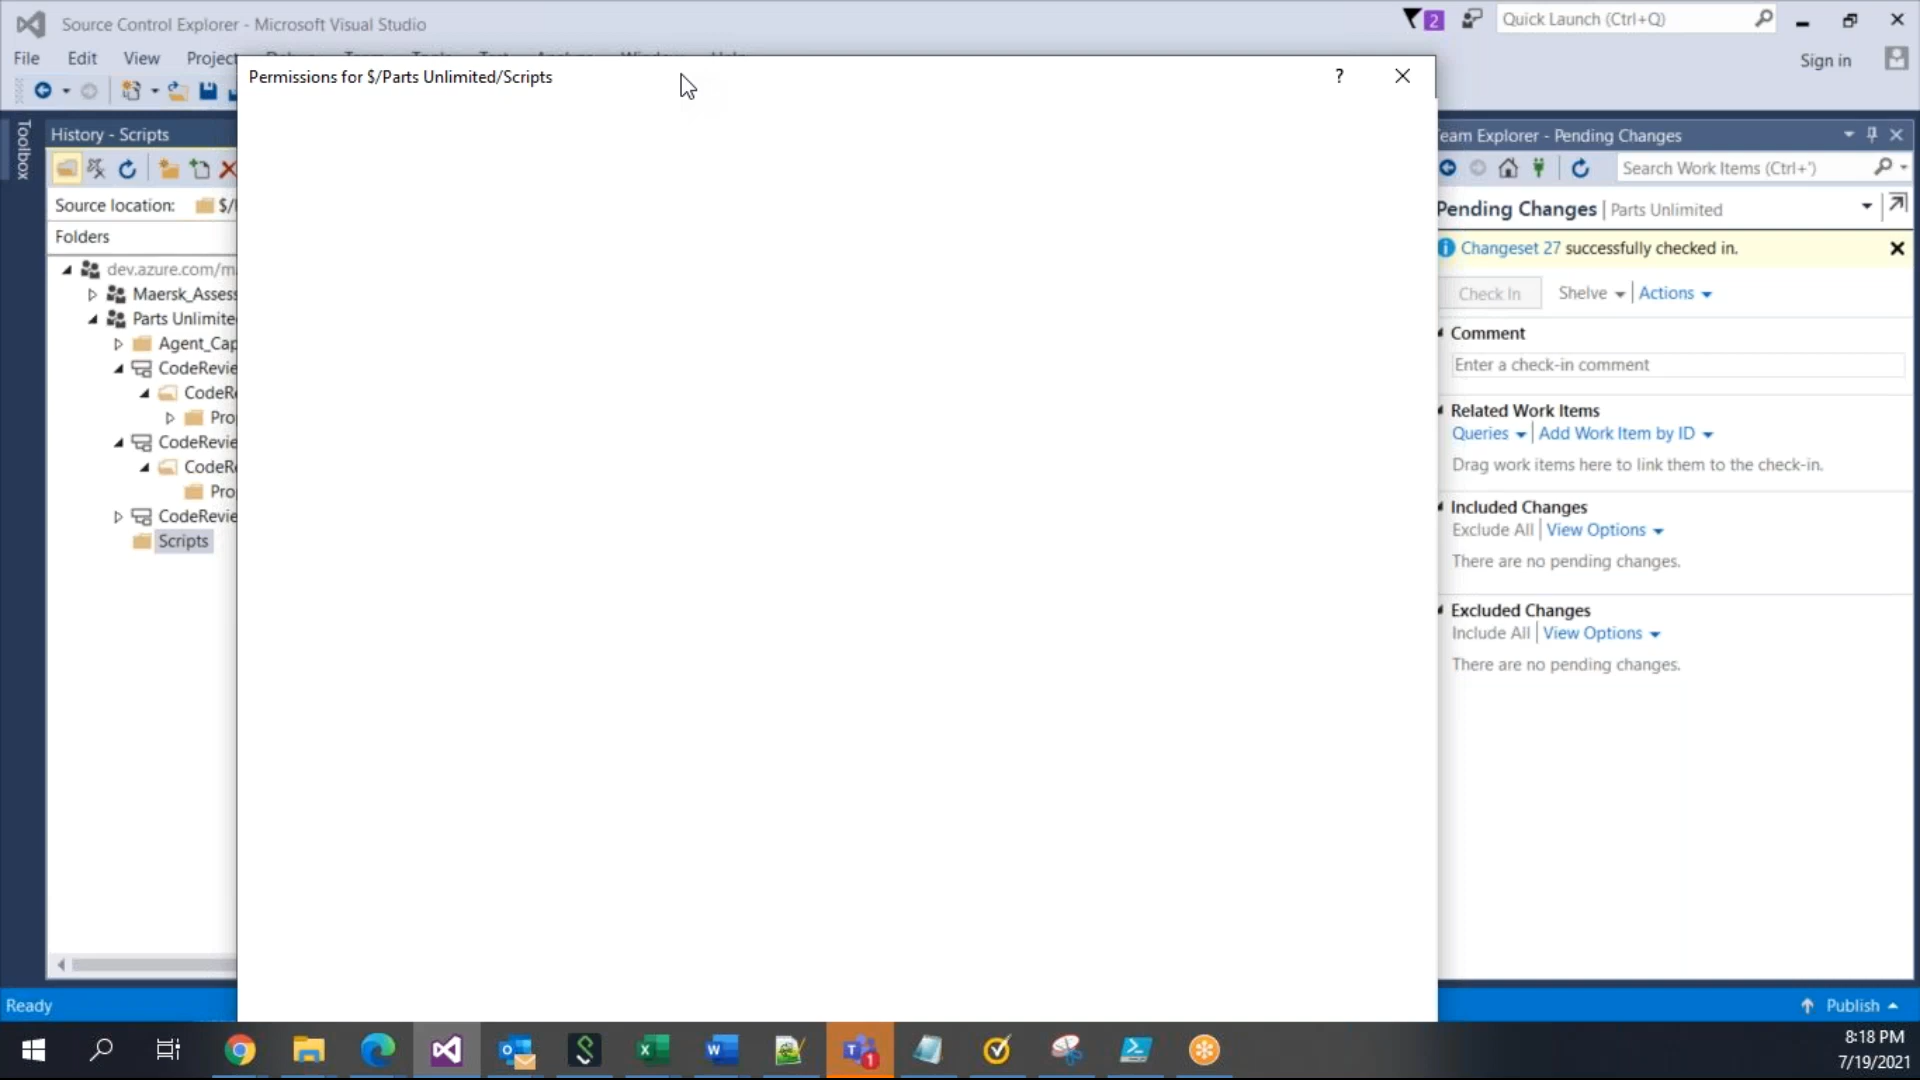 Source Control Explorer - Microsoft Visual Studio
2
Quick Launch (Ctrl+Q)
File Edit View Project
Sign in
Permissions for $/Parts Unlimited/Scripts
?
Toolbox
History - Scripts
Source location: $/
Folders
dev.azure.com/m
Maersk_Assess
Parts Unlimite
Agent_Cap
CodeRevie
CodeR
Pro
CodeRevie
CodeR
Pro
CodeRevie
Scripts
eam Explorer - Pending Changes
Search Work Items (Ctrl+')
Pending Changes | Parts Unlimited
Changeset 27 successfully checked in.
Check In Shelve Actions
Comment
Enter a check-in comment
Related Work Items
Queries Add Work Item by ID
Drag work items here to link them to the check-in.
Included Changes
Exclude All View Options
There are no pending changes.
Excluded Changes
Include All View Options
There are no pending changes.
Ready
Publish
1
8:18 PM
7/19/2021